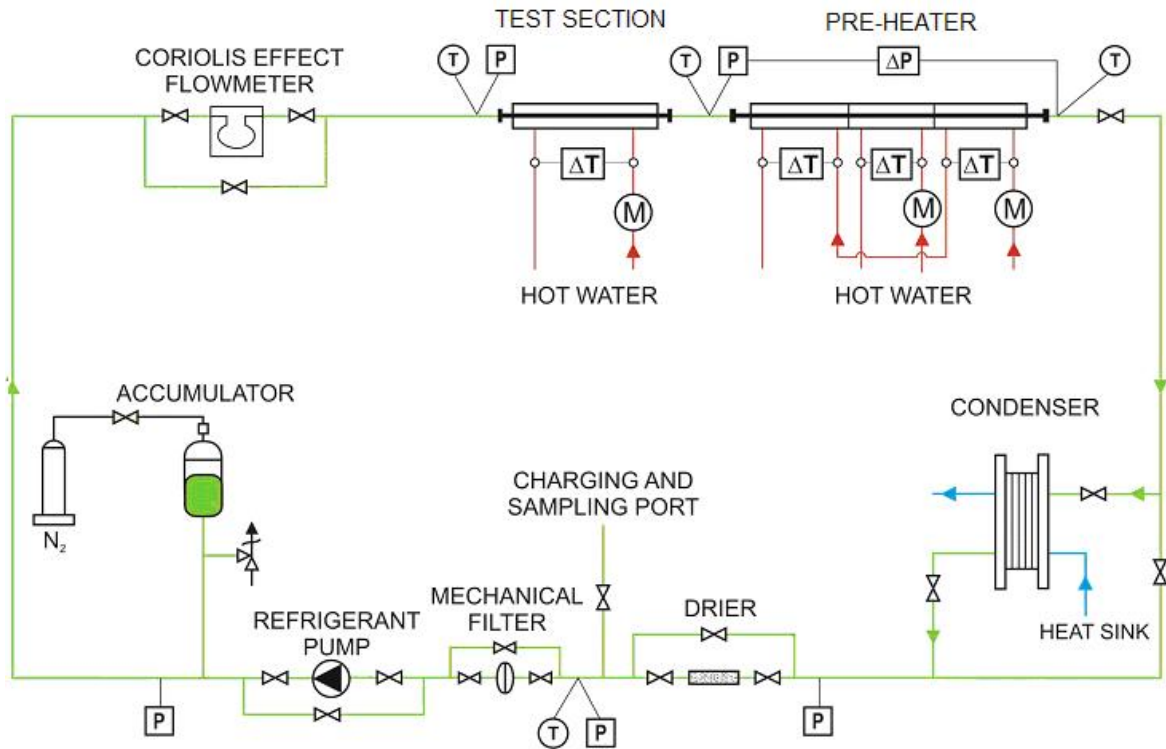 TEST SECTION
PRE-HEATER
CORIOLIS EFFECT
FLOWMETER
T
P
T
P
ΔP
T
ΔT
ΔT
ΔT
ΔT
M
M
M
HOT WATER
HOT WATER
ACCUMULATOR
N₂
CONDENSER
HEAT SINK
CHARGING AND
SAMPLING PORT
MECHANICAL
FILTER
DRIER
REFRIGERANT
PUMP
P
T
P
P